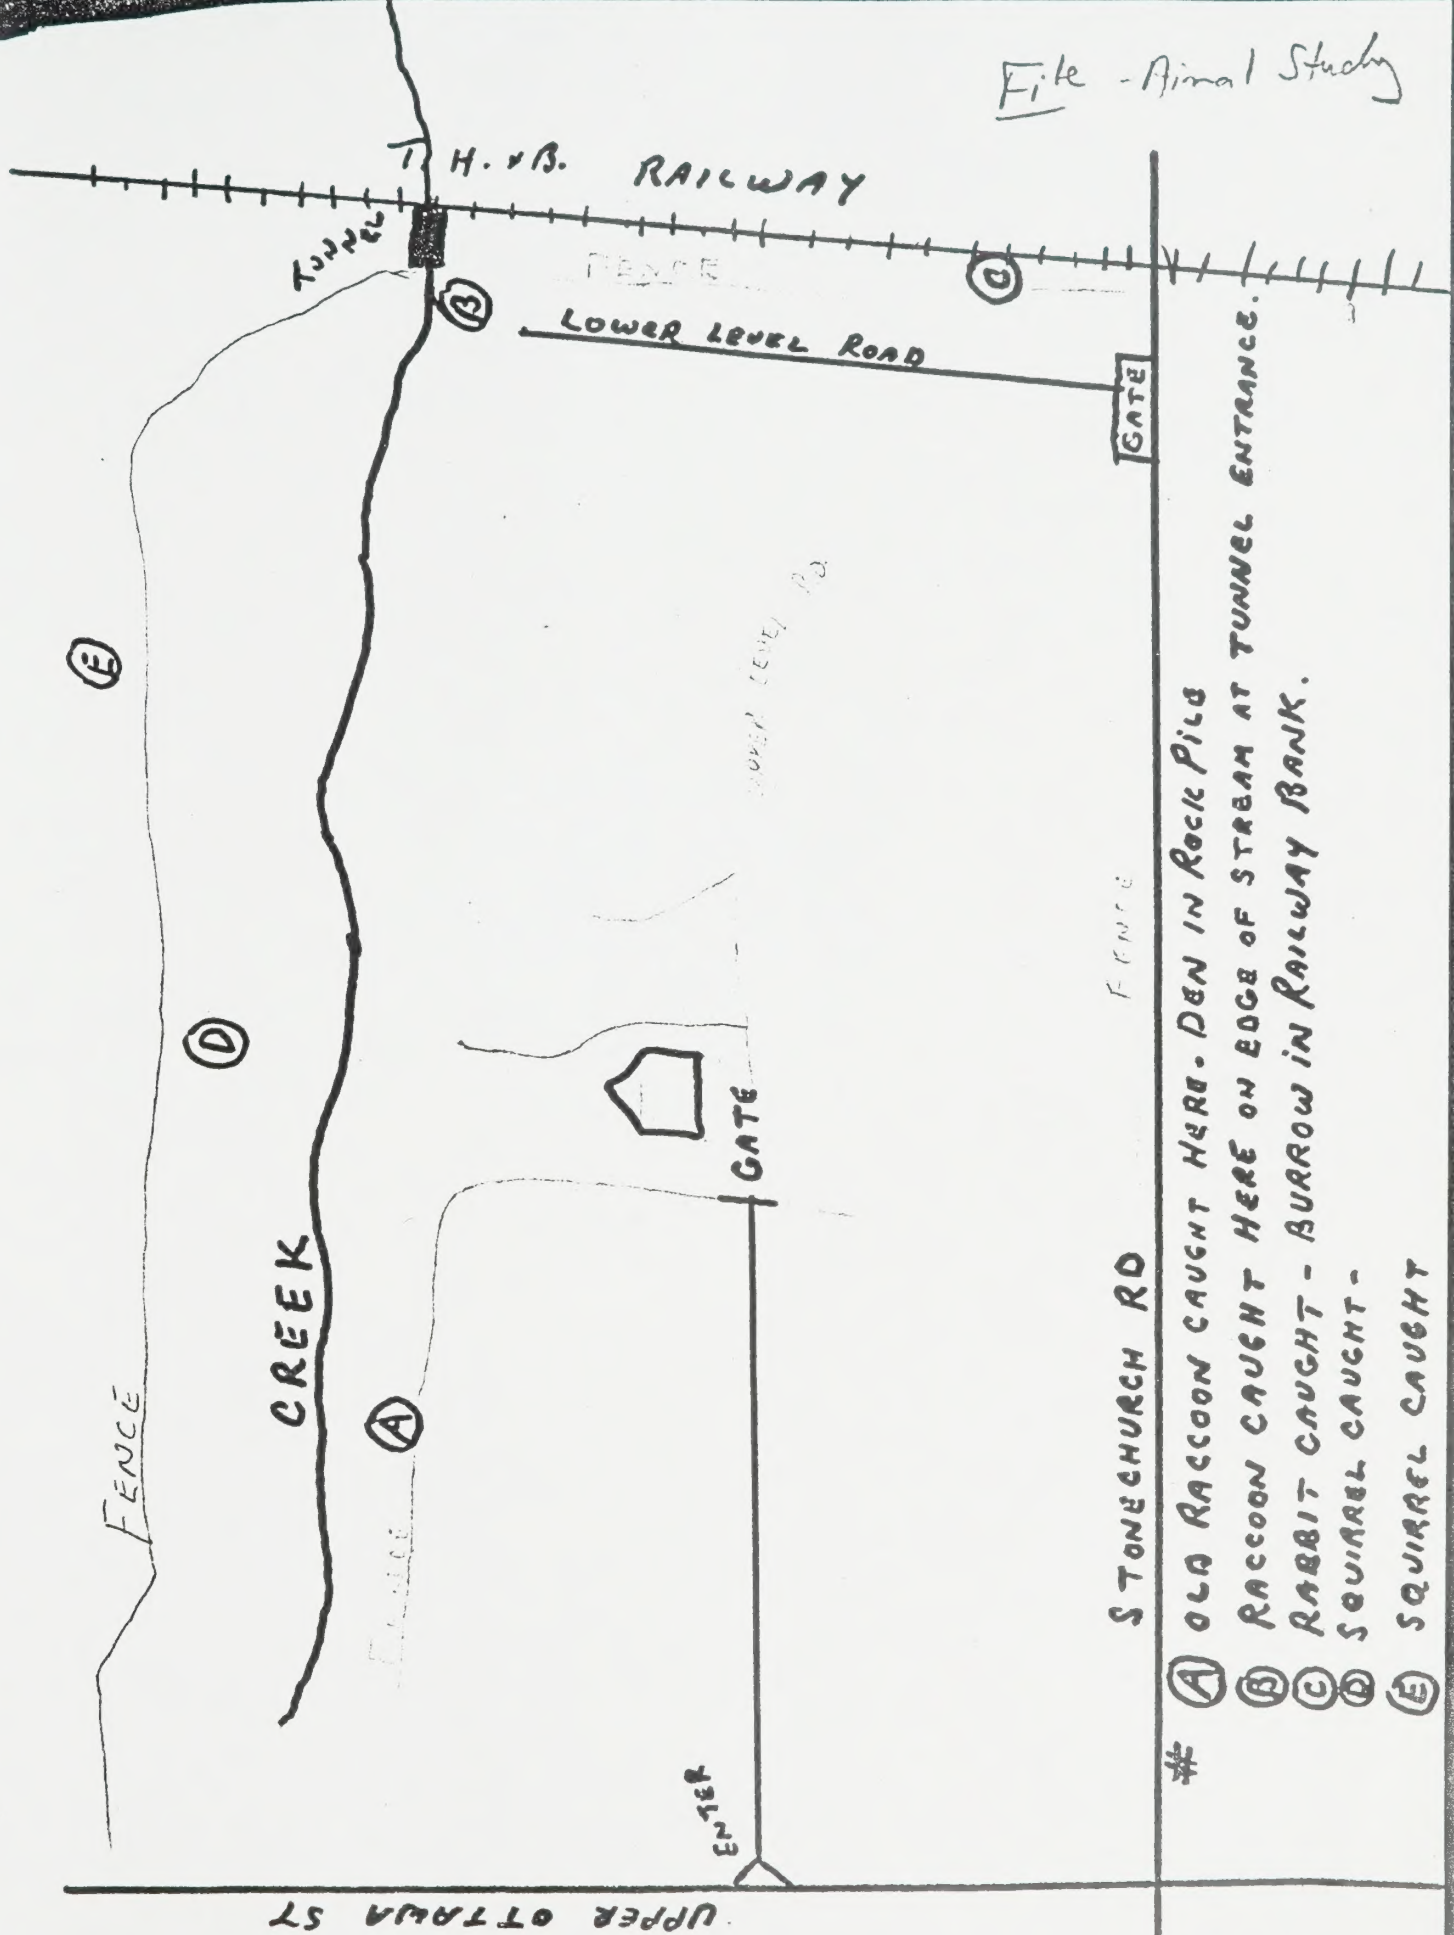 File - Aimal Study
T. H. & B. RAILWAY
TUNNEL
FENCE
B
C
LOWER LEVEL ROAD
GATE
E
UPPER LEVEL RD.
D
FENCE
GATE
CREEK
FENCE
A
FENCE
STONECHURCH RD
ENTER
UPPER OTTAWA ST
# A OLD RACCOON CAUGHT HERE. DEN IN ROCK PILE
B RACCOON CAUGHT HERE ON EDGE OF STREAM AT TUNNEL ENTRANCE.
C RABBIT CAUGHT - BURROW IN RAILWAY BANK.
D SQUIRREL CAUGHT -
E SQUIRREL CAUGHT